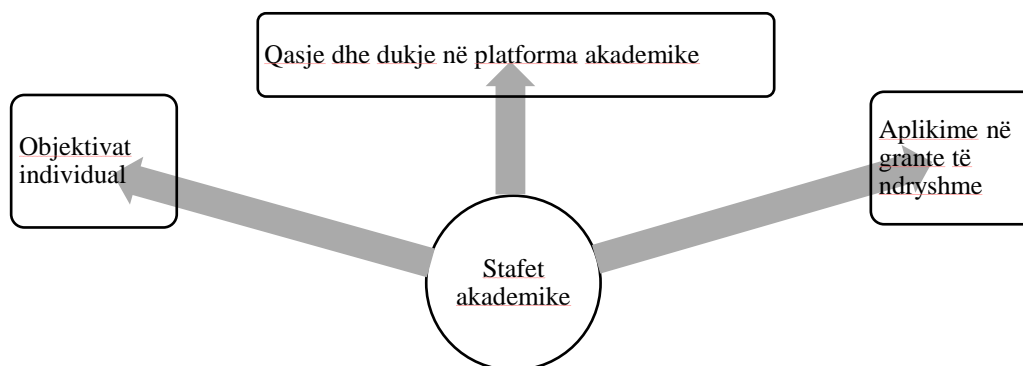 Qasje dhe dukje në platforma akademike
Objektivat
individual
Aplikime në
grante të
ndryshme
Stafet
akademike